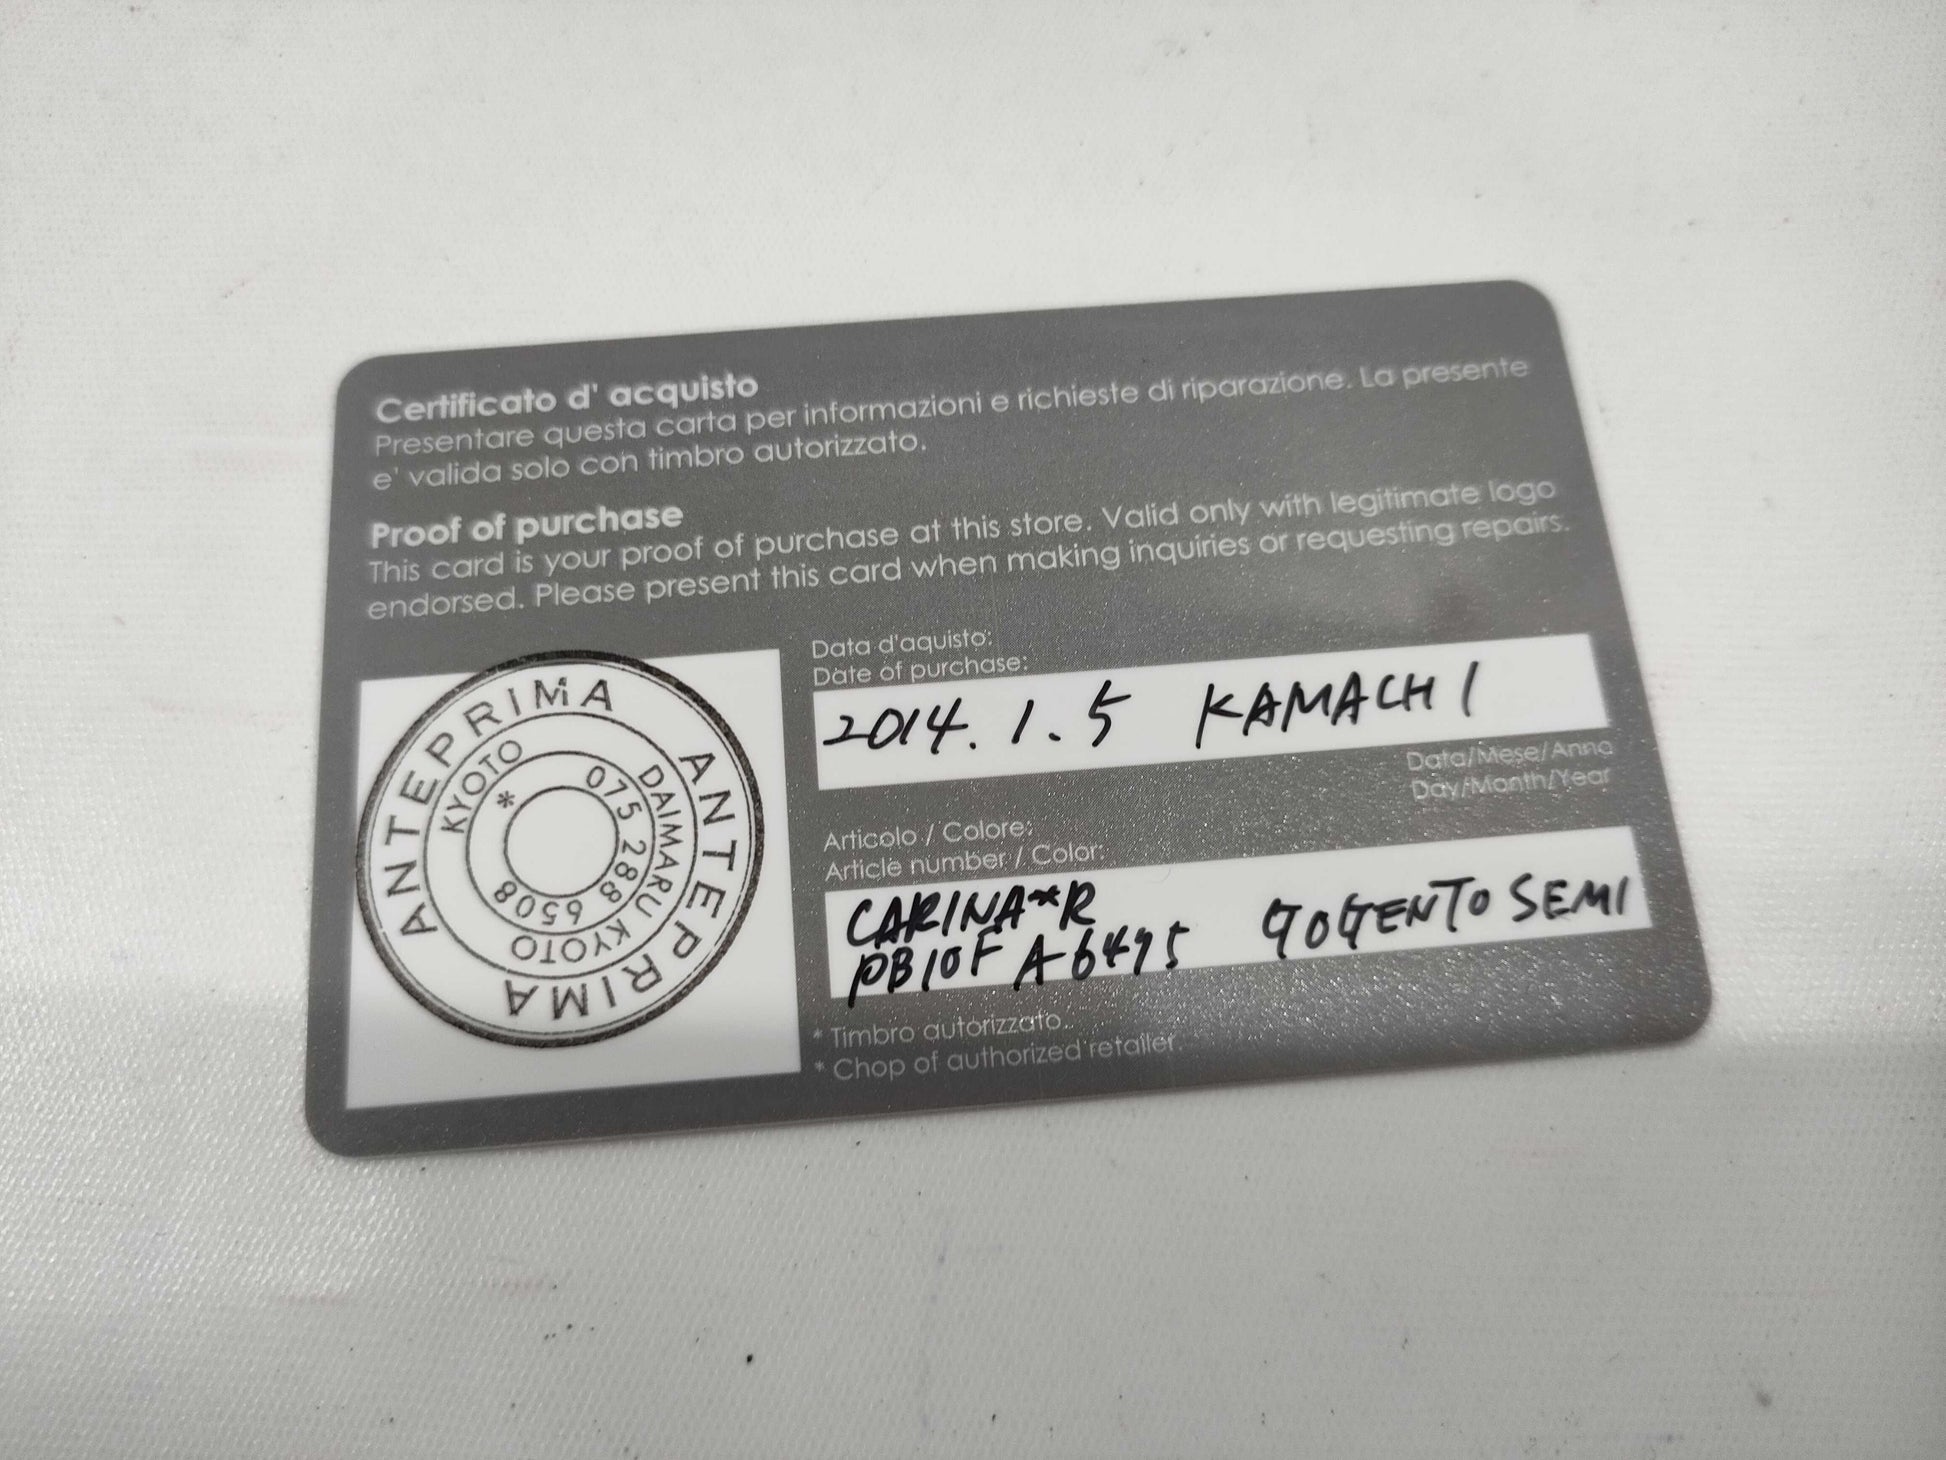 Certificato d' acquisto
Presentare questa carta per informazioni e richieste di riparazione. La presente
e' valida solo con timbro autorizzato.
Proof of purchase
This card is your proof of purchase at this store. Valid only with legitimate logo
endorsed. Please present this card when making inquiries or requesting repairs.
ANTEPRIMA ANTEPRIMA
KYOTO DAIMARU KYOTO
* 075 288 6508
Data d'aquisto:
Date of purchase:
2014. 1. 5 KAMACHI
Data/Mese/Anno
Day/Month/Year
Articolo / Colore:
Article number / Color:
CARINA*R
PB10F A-6495 GOGENTO SEMI
* Timbro autorizzato.
* Chop of authorized retailer.